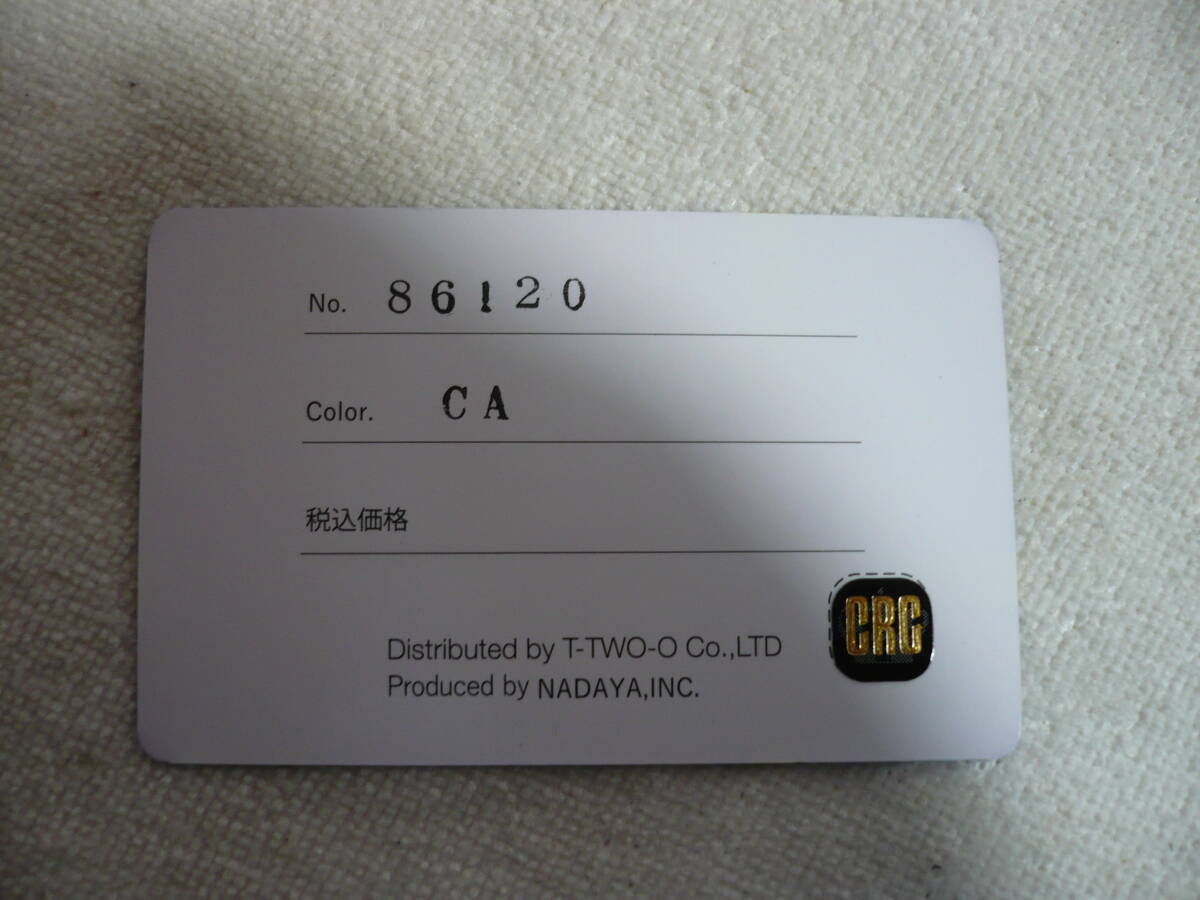 No. 86120
Color. CA
税込価格
CRC
Distributed by T-TWO-O Co.,LTD
Produced by NADAYA,INC.